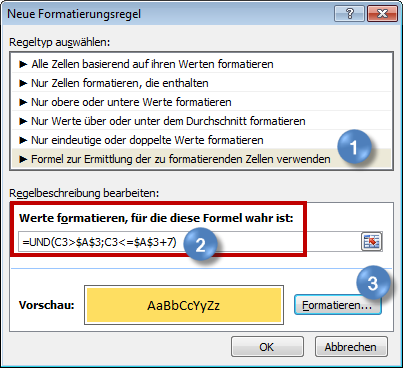 Neue Formatierungsregel
Regeltyp auswählen:
► Alle Zellen basierend auf ihren Werten formatieren
► Nur Zellen formatieren, die enthalten
► Nur obere oder untere Werte formatieren
► Nur Werte über oder unter dem Durchschnitt formatieren
► Nur eindeutige oder doppelte Werte formatieren
► Formel zur Ermittlung der zu formatierenden Zellen verwenden
1
Regelbeschreibung bearbeiten:
Werte formatieren, für die diese Formel wahr ist:
=UND(C3>$A$3;C3<=$A$3+7)
2
3
Vorschau:
AaBbCcYyZz
Formatieren...
OK
Abbrechen